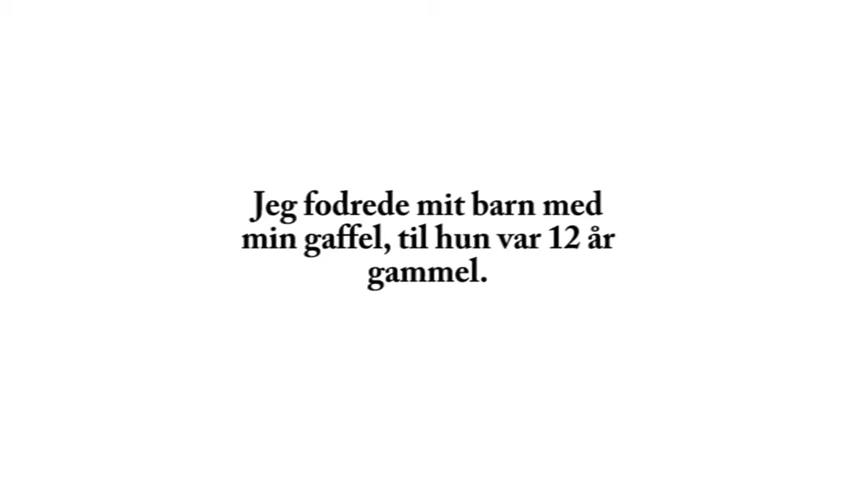 Jeg fodrede mit barn med
min gaffel, til hun var 12 år
gammel.